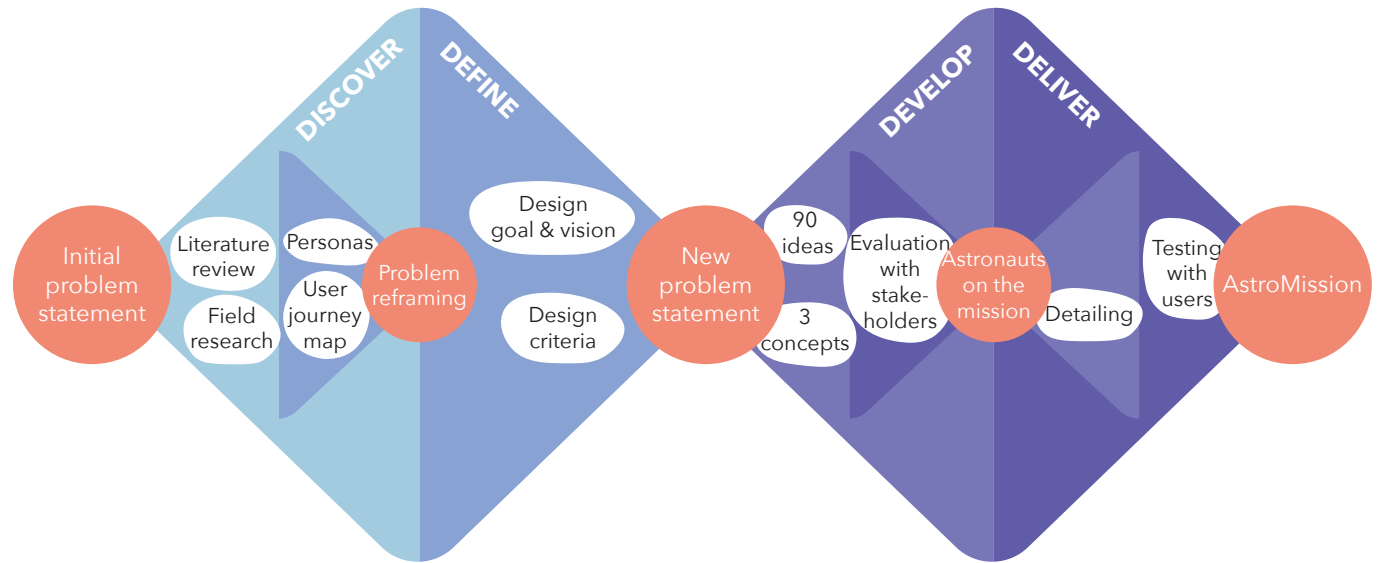 DISCOVER
DEFINE
DEVELOP
DELIVER
Initial
problem
statement
Literature
review
Field
research
Personas
User
journey
map
Problem
reframing
Design
goal & vision
Design
criteria
New
problem
statement
90
ideas
3
concepts
Evaluation
with
stake-
holders
Astronauts
on the
mission
Detailing
Testing
with
users
AstroMission